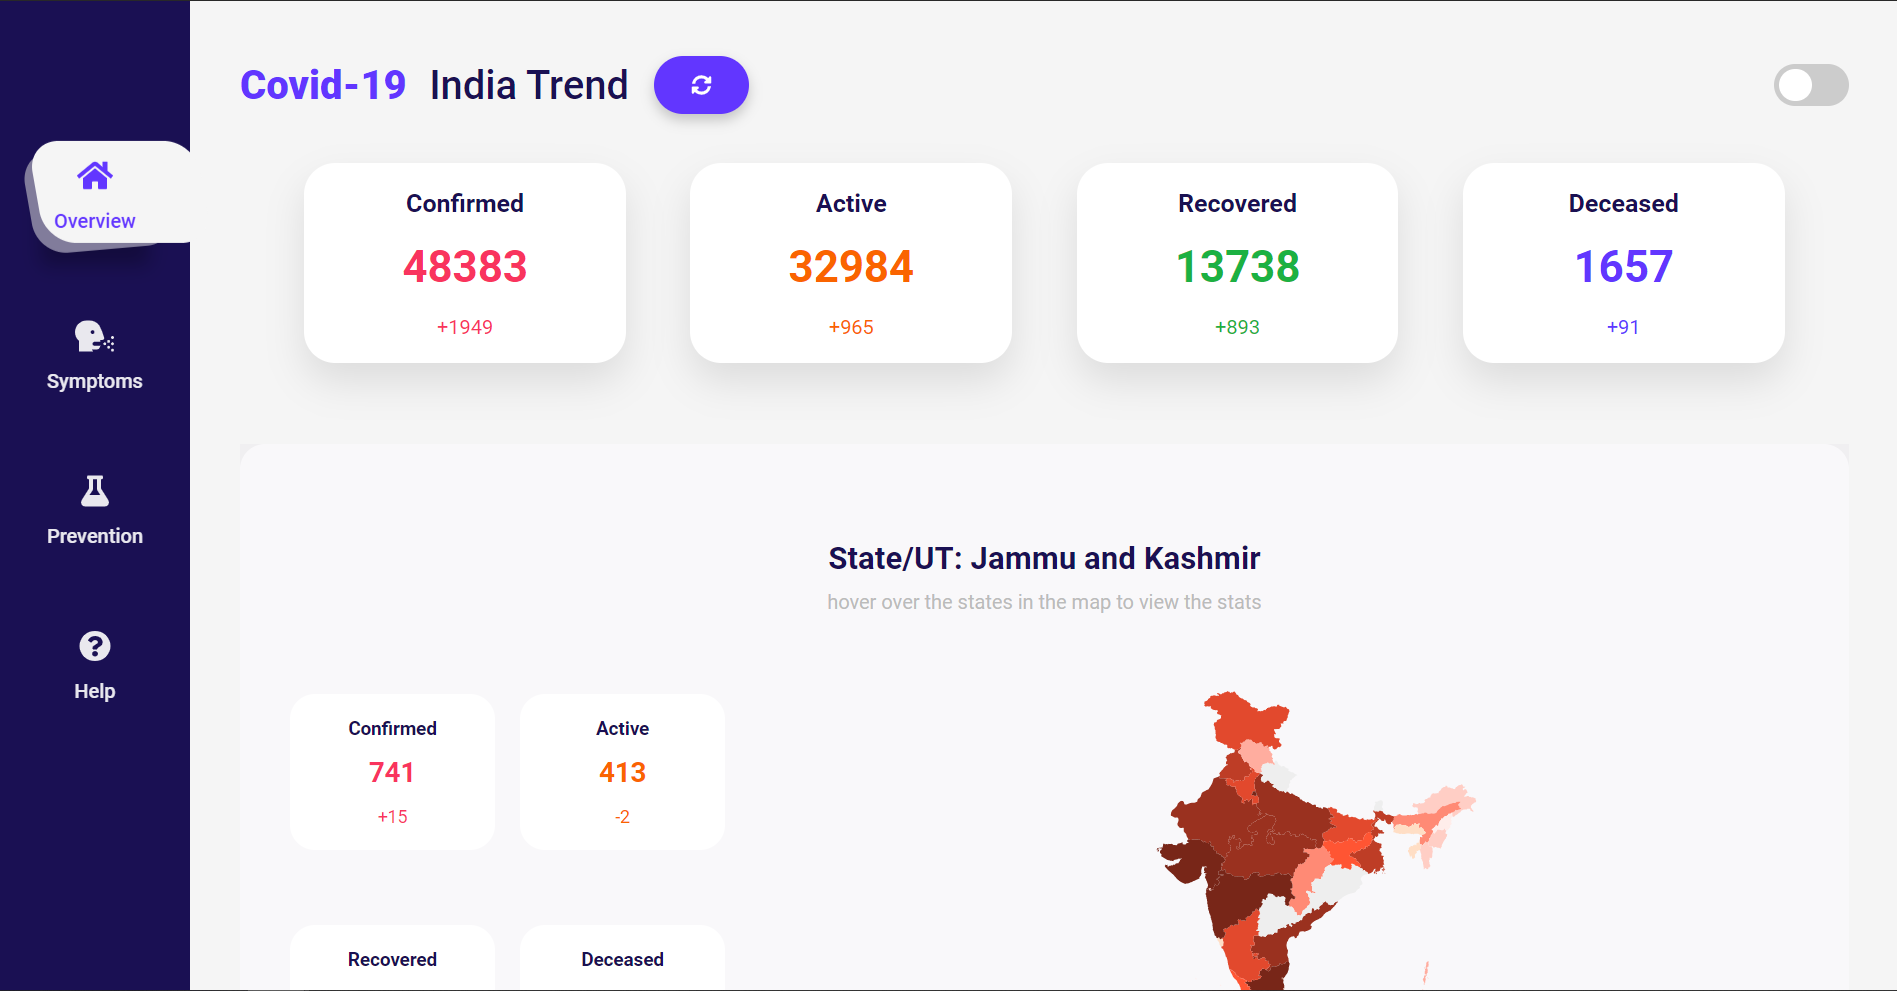 Covid-19 India Trend
Overview
Symptoms
Prevention
Help
Confirmed
48383
+1949
Active
32984
+965
Recovered
13738
+893
Deceased
1657
+91
State/UT: Jammu and Kashmir
hover over the states in the map to view the stats
Confirmed
741
+15
Active
413
-2
Recovered
Deceased